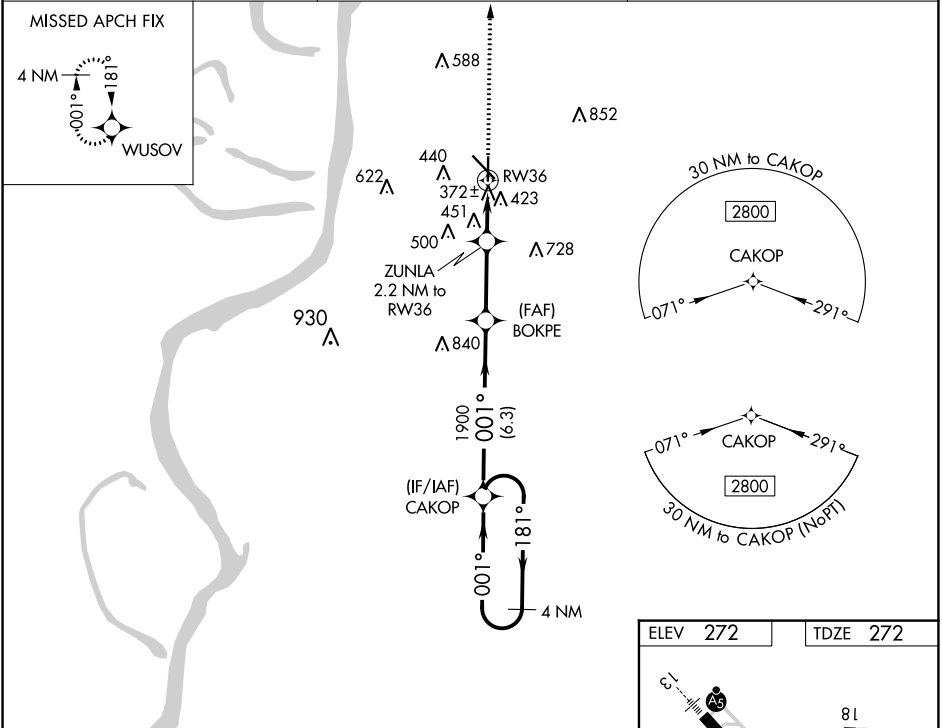 MISSED APCH FIX
4 NM
001°
181°
WUSOV
588
852
440
622
RW36
372±
423
451
500
728
ZUNLA
2.2 NM to
RW36
930
(FAF)
BOKPE
840
1900
001°
(6.3)
(IF/IAF)
CAKOP
181°
001°
4 NM
30 NM to CAKOP
2800
CAKOP
071°
291°
071°
291°
CAKOP
2800
30 NM to CAKOP (NoPT)
ELEV 272
TDZE 272
13
A5
18